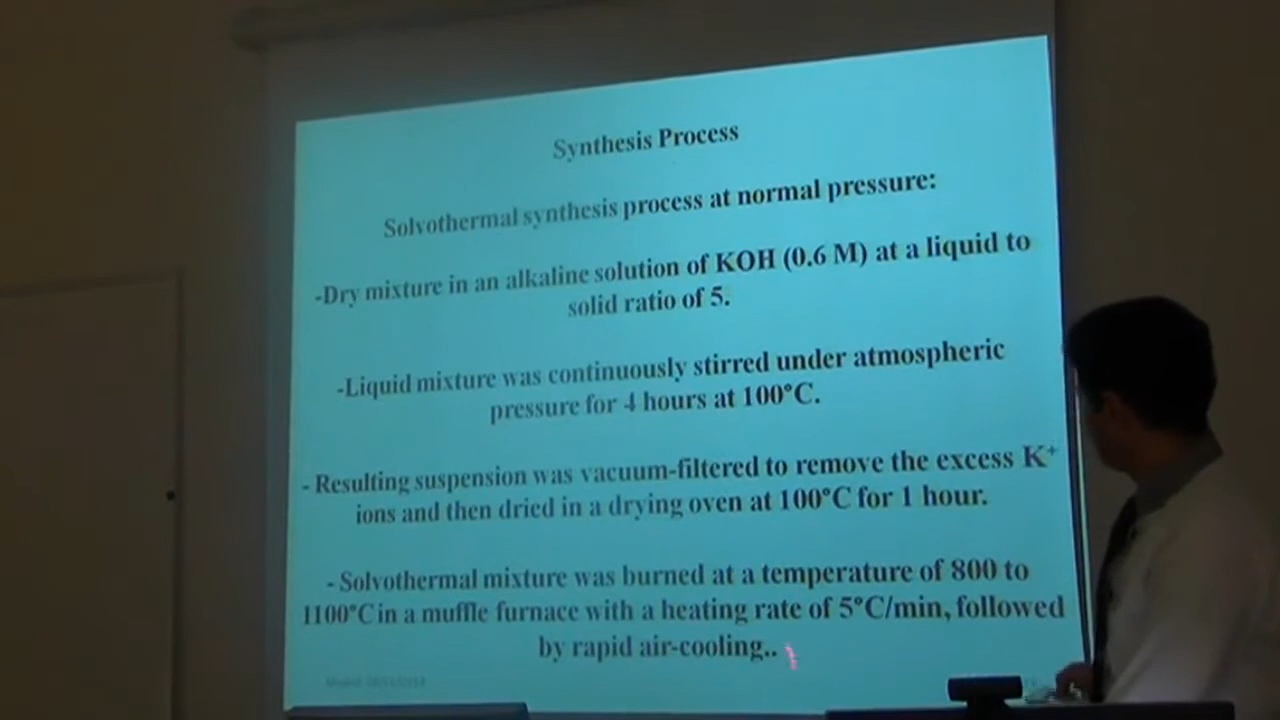 Synthesis Process
Solvothermal synthesis process at normal pressure:
-Dry mixture in an alkaline solution of KOH (0.6 M) at a liquid to
solid ratio of 5.
-Liquid mixture was continuously stirred under atmospheric
pressure for 4 hours at 100°C.
- Resulting suspension was vacuum-filtered to remove the excess K⁺
ions and then dried in a drying oven at 100°C for 1 hour.
- Solvothermal mixture was burned at a temperature of 800 to
1100°C in a muffle furnace with a heating rate of 5°C/min, followed
by rapid air-cooling..